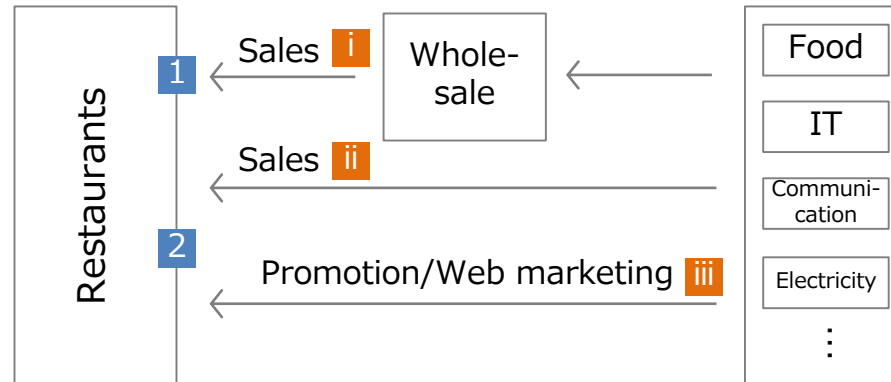 Restaurants
1
Sales i
Whole-
sale
Sales ii
2
Promotion/Web marketing iii
Food
IT
Communi-
cation
Electricity
⋮